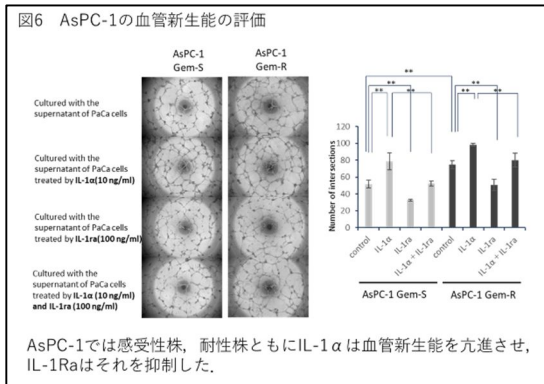 図6 AsPC-1の血管新生能の評価
AsPC-1
Gem-S
AsPC-1
Gem-R
Cultured with the
supernatant of PaCa cells
Cultured with the
supernatant of PaCa cells
treated by IL-1α(10 ng/ml)
Cultured with the
supernatant of PaCa cells
treated by IL-1ra(100 ng/ml)
Cultured with the
supernatant of PaCa cells
treated by IL-1α (10 ng/ml)
and IL-1ra (100 ng/ml)
**
** **
** **
** **
Number of intersections
120
100
80
60
40
20
0
control
IL-1α
IL-1ra
IL-1α+IL-1ra
control
IL-1α
IL-1ra
IL-1α+IL-1ra
AsPC-1 Gem-S
AsPC-1 Gem-R
AsPC-1では感受性株，耐性株ともにIL-1αは血管新生能を亢進させ，
IL-1Raはそれを抑制した．